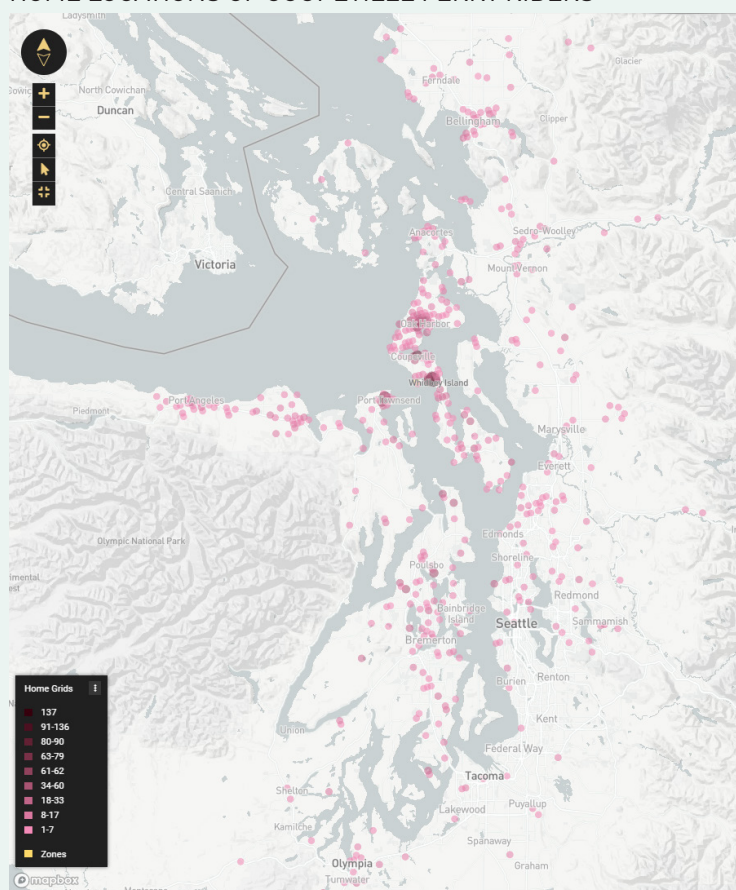 Ladysmith
Glacier
Ferndale
North Cowichan
Duncan
Bellingham
Clipper
Central Saanich
Anacortes
Sedro-Woolley
Victoria
Mount Vernon
Oak Harbor
Coupeville
Whidbey Island
Port Angeles
Port Townsend
Piedmont
Marysville
Everett
Edmonds
Olympic National Park
Shoreline
Poulsbo
Redmond
Bainbridge
Island
Seattle
Sammamish
Bremerton
Renton
Burien
Home Grids
137
91-136
80-90
63-79
61-62
34-60
18-33
8-17
1-7
Zones
Kent
Union
Federal Way
Tacoma
Shelton
Puyallup
Lakewood
Kamilche
Spanaway
Olympia
Graham
Tumwater
mapbox